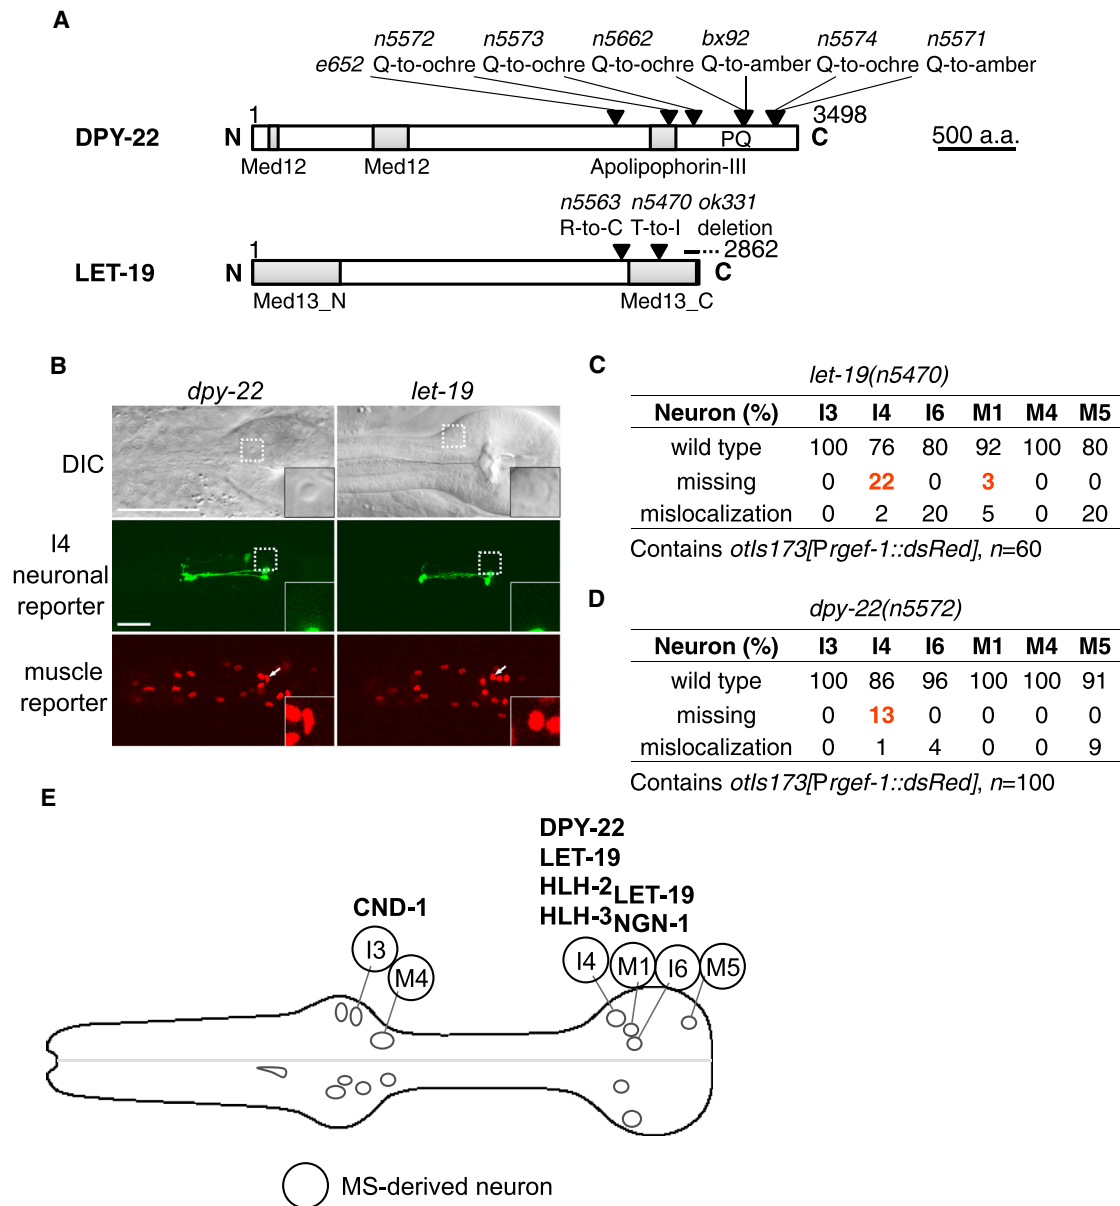 A
n5572 n5573 n5662 bx92 n5574 n5571
e652 Q-to-ochre Q-to-ochre Q-to-ochre Q-to-amber Q-to-ochre Q-to-amber
1 3498
DPY-22 N PQ C 500 a.a.
Med12 Med12 Apolipophorin-III
n5563 n5470 ok331
R-to-C T-to-I deletion
1 2862
LET-19 N C
Med13_N Med13_C
B
dpy-22 let-19
DIC
I4
neuronal
reporter
muscle
reporter
C
let-19(n5470)
Neuron (%) I3 I4 I6 M1 M4 M5
wild type 100 76 80 92 100 80
missing 0 22 0 3 0 0
mislocalization 0 2 20 5 0 20
Contains otIs173[Prgef-1::dsRed], n=60
D
dpy-22(n5572)
Neuron (%) I3 I4 I6 M1 M4 M5
wild type 100 86 96 100 100 91
missing 0 13 0 0 0 0
mislocalization 0 1 4 0 0 9
Contains otIs173[Prgef-1::dsRed], n=100
E
DPY-22
LET-19
HLH-2
HLH-3
LET-19
NGN-1
CND-1
I3
M4
I4
M1
I6
M5
MS-derived neuron